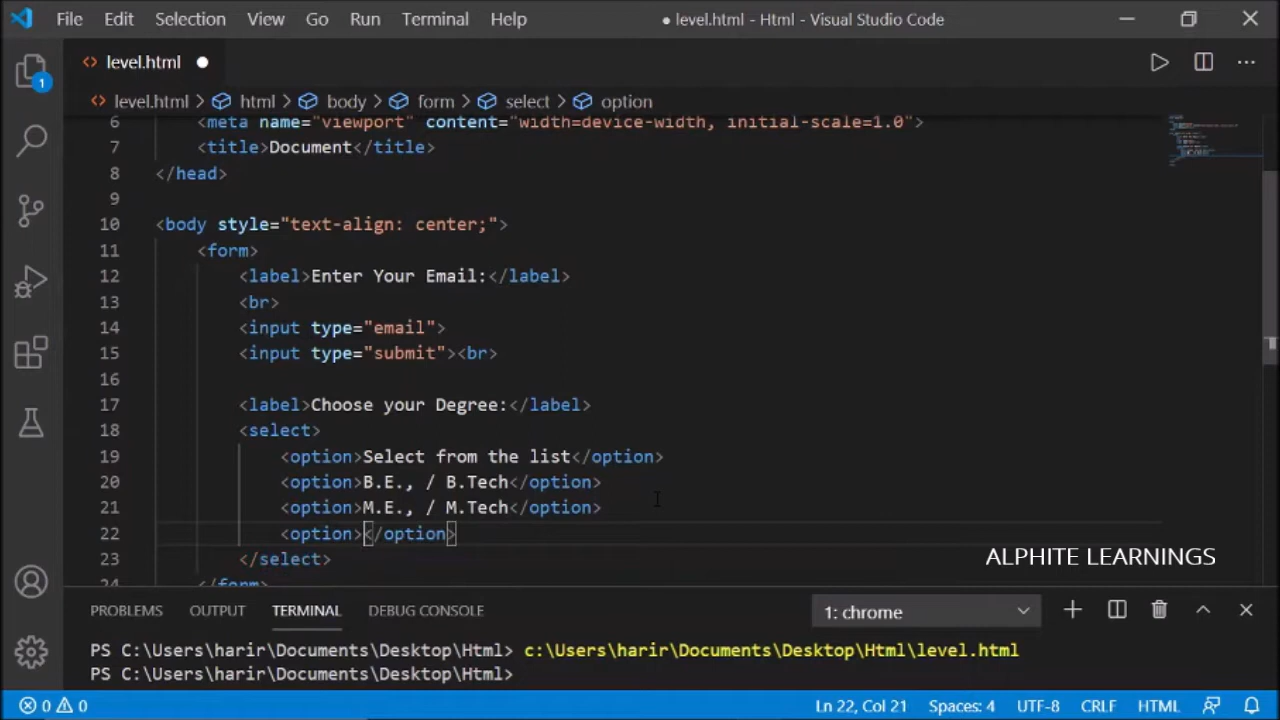 File Edit Selection View Go Run Terminal Help ● level.html - Html - Visual Studio Code
1
<> level.html ●
<> level.html > html > body > form > select > option
6 <meta name="viewport" content="width=device-width, initial-scale=1.0">
7 <title>Document</title>
8 </head>
9
10 <body style="text-align: center;">
11 <form>
12 <label>Enter Your Email:</label>
13 <br>
14 <input type="email">
15 <input type="submit"><br>
16
17 <label>Choose your Degree:</label>
18 <select>
19 <option>Select from the list</option>
20 <option>B.E., / B.Tech</option>
21 <option>M.E., / M.Tech</option>
22 <option></option>
23 </select>
24 </form>
ALPHITE LEARNINGS
PROBLEMS OUTPUT TERMINAL DEBUG CONSOLE 1: chrome
PS C:\Users\harir\Documents\Desktop\Html> c:\Users\harir\Documents\Desktop\Html\level.html
PS C:\Users\harir\Documents\Desktop\Html>
0 0 Ln 22, Col 21 Spaces: 4 UTF-8 CRLF HTML